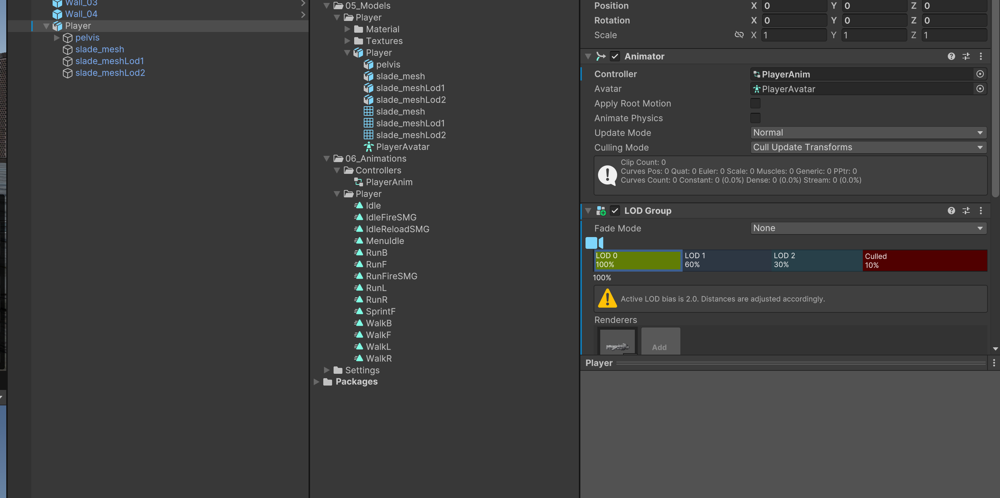 Wall_03
Wall_04
Player
pelvis
slade_mesh
slade_meshLod1
slade_meshLod2
05_Models
Player
Material
Textures
Player
pelvis
slade_mesh
slade_meshLod1
slade_meshLod2
slade_mesh
slade_meshLod1
slade_meshLod2
PlayerAvatar
06_Animations
Controllers
PlayerAnim
Player
Idle
IdleFireSMG
IdleReloadSMG
MenuIdle
RunB
RunF
RunFireSMG
RunL
RunR
SprintF
WalkB
WalkF
WalkL
WalkR
Settings
Packages
Position X 0 Y 0 Z 0
Rotation X 0 Y 0 Z 0
Scale X 1 Y 1 Z 1
Animator
Controller PlayerAnim
Avatar PlayerAvatar
Apply Root Motion
Animate Physics
Update Mode Normal
Culling Mode Cull Update Transforms
Clip Count: 0
Curves Pos: 0 Quat: 0 Euler: 0 Scale: 0 Muscles: 0 Generic: 0 PPtr: 0
Curves Count: 0 Constant: 0 (0.0%) Dense: 0 (0.0%) Stream: 0 (0.0%)
LOD Group
Fade Mode None
LOD 0 LOD 1 LOD 2 Culled
100% 60% 30% 10%
100%
Active LOD bias is 2.0. Distances are adjusted accordingly.
Renderers
Add
Player